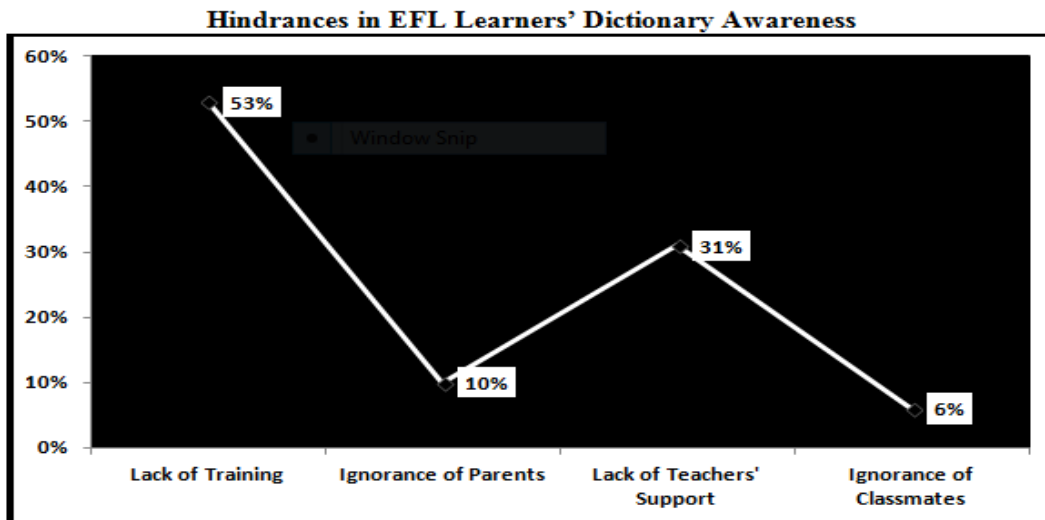 Hindrances in EFL Learners' Dictionary Awareness
60%
53%
50%
Window Snip
40%
31%
30%
20%
10%
10%
6%
0%
Lack of Training
Ignorance of Parents
Lack of Teachers'
Support
Ignorance of
Classmates